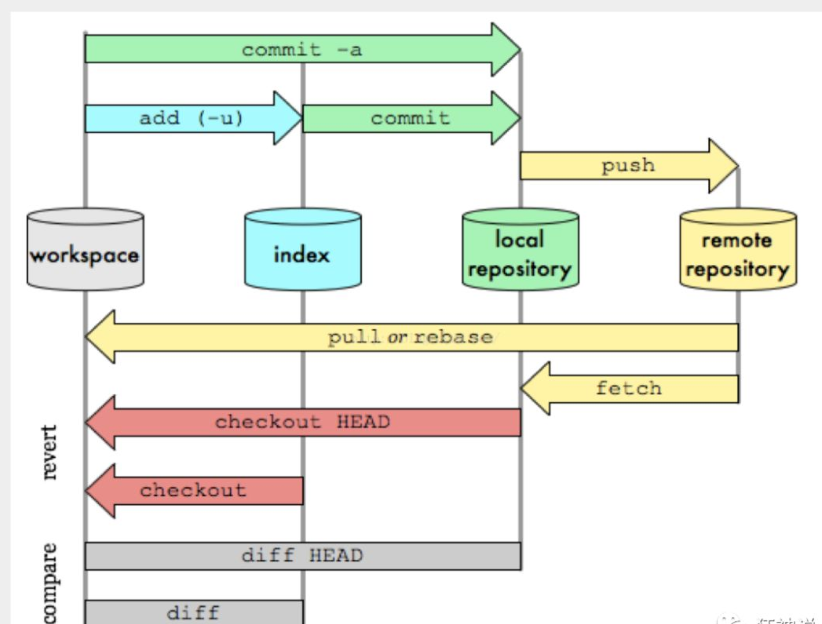 commit -a
add (-u)
commit
push
workspace
index
local
repository
remote
repository
pull or rebase
fetch
revert
checkout HEAD
checkout
compare
diff HEAD
diff